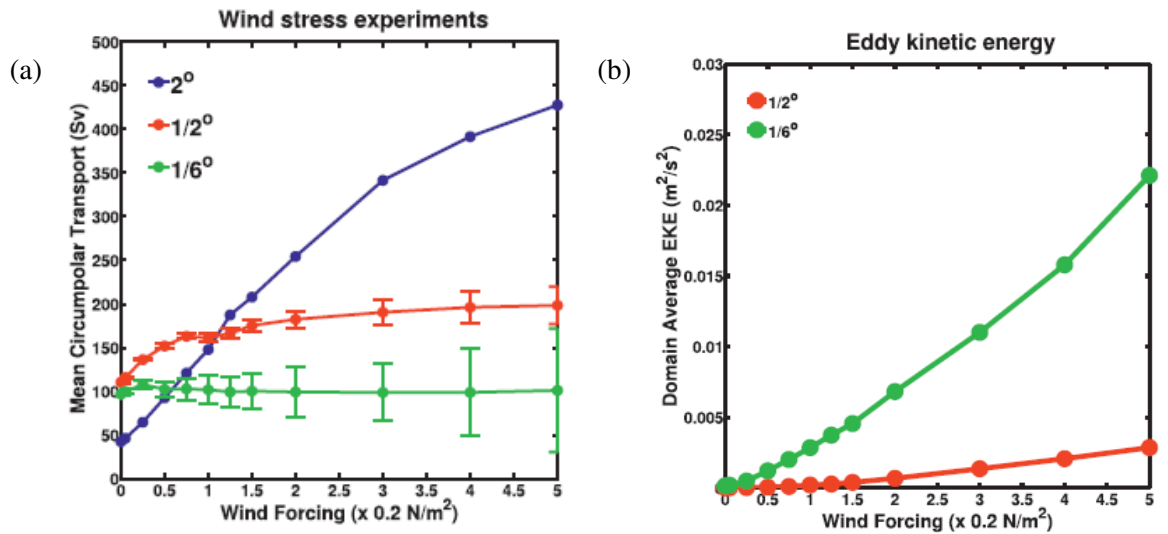 (a)
Wind stress experiments
Mean Circumpolar Transport (Sv)
500
450
400
350
300
250
200
150
100
50
0
2°
1/2°
1/6°
0 0.5 1 1.5 2 2.5 3 3.5 4 4.5 5
Wind Forcing (x 0.2 N/m²)
(b)
Eddy kinetic energy
Domain Average EKE (m²/s²)
0.03
0.025
0.02
0.015
0.01
0.005
0
1/2°
1/6°
0 0.5 1 1.5 2 2.5 3 3.5 4 4.5 5
Wind Forcing (x 0.2 N/m²)